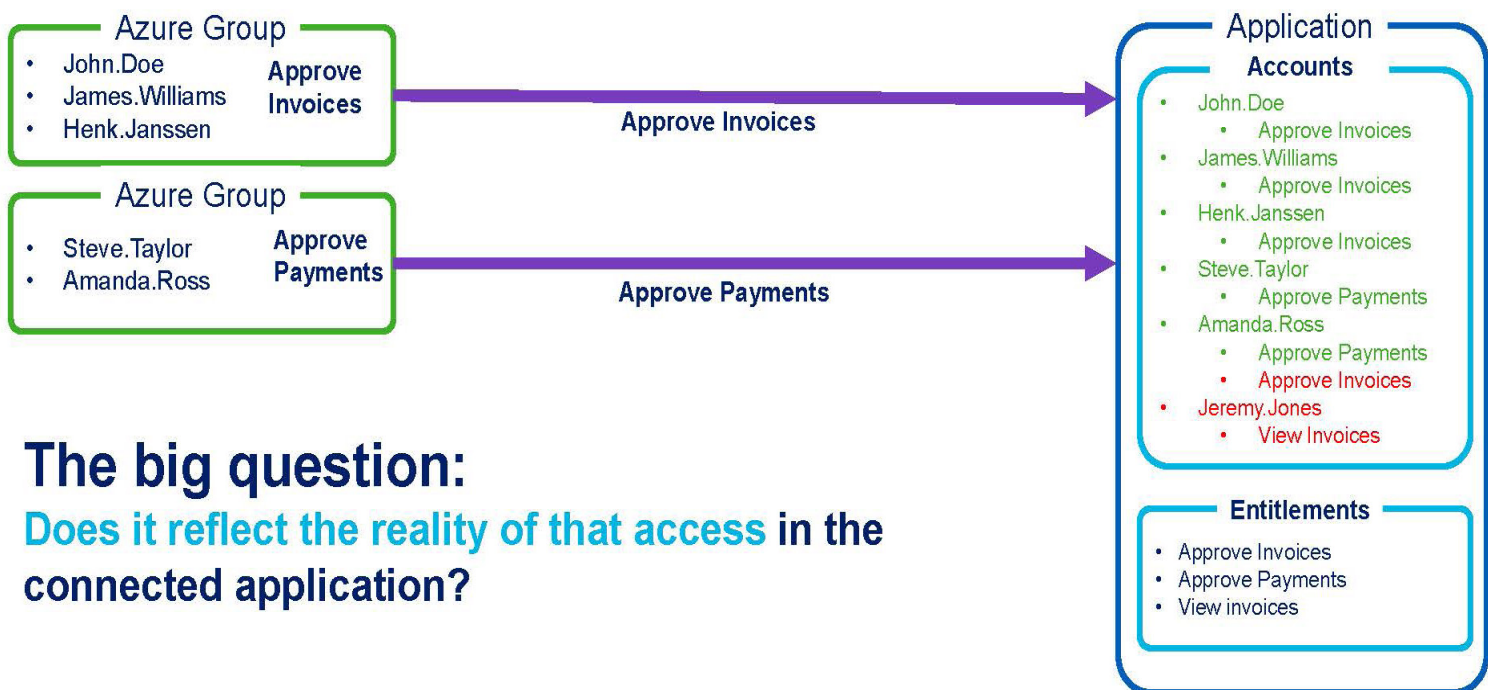 Azure Group
• John.Doe
• James.Williams
• Henk.Janssen
Approve
Invoices
Approve Invoices
Azure Group
• Steve.Taylor
• Amanda.Ross
Approve
Payments
Approve Payments
The big question:
Does it reflect the reality of that access in the
connected application?
Application
Accounts
• John.Doe
• Approve Invoices
• James.Williams
• Approve Invoices
• Henk.Janssen
• Approve Invoices
• Steve.Taylor
• Approve Payments
• Amanda.Ross
• Approve Payments
• Approve Invoices
• Jeremy.Jones
• View Invoices
Entitlements
• Approve Invoices
• Approve Payments
• View invoices